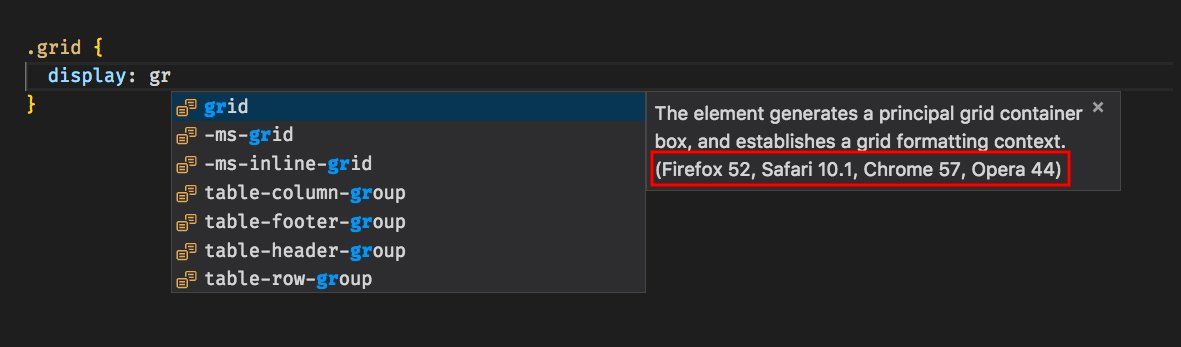 .grid {
display: gr
}
grid
-ms-grid
-ms-inline-grid
table-column-group
table-footer-group
table-header-group
table-row-group
The element generates a principal grid container ×
box, and establishes a grid formatting context.
(Firefox 52, Safari 10.1, Chrome 57, Opera 44)